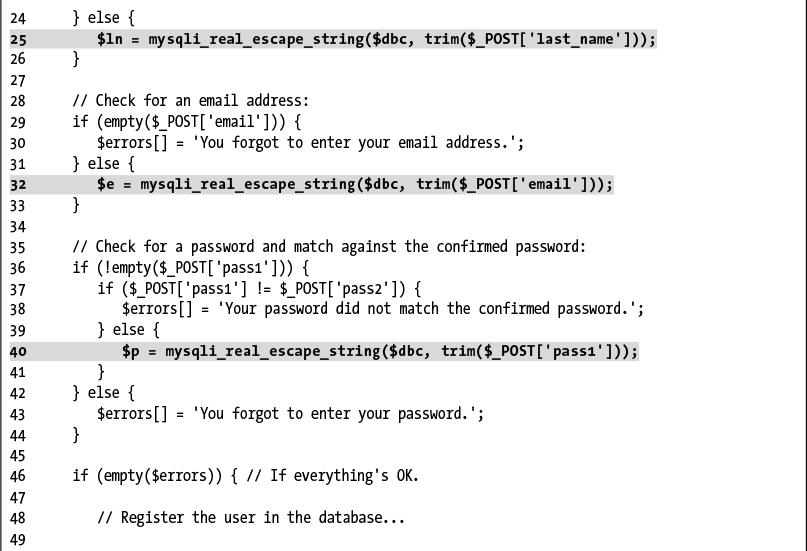 24 } else {
25 $ln = mysqli_real_escape_string($dbc, trim($_POST['last_name']));
26 }
27
28 // Check for an email address:
29 if (empty($_POST['email'])) {
30 $errors[] = 'You forgot to enter your email address.';
31 } else {
32 $e = mysqli_real_escape_string($dbc, trim($_POST['email']));
33 }
34
35 // Check for a password and match against the confirmed password:
36 if (!empty($_POST['pass1'])) {
37 if ($_POST['pass1'] != $_POST['pass2']) {
38 $errors[] = 'Your password did not match the confirmed password.';
39 } else {
40 $p = mysqli_real_escape_string($dbc, trim($_POST['pass1']));
41 }
42 } else {
43 $errors[] = 'You forgot to enter your password.';
44 }
45
46 if (empty($errors)) { // If everything's OK.
47
48 // Register the user in the database...
49